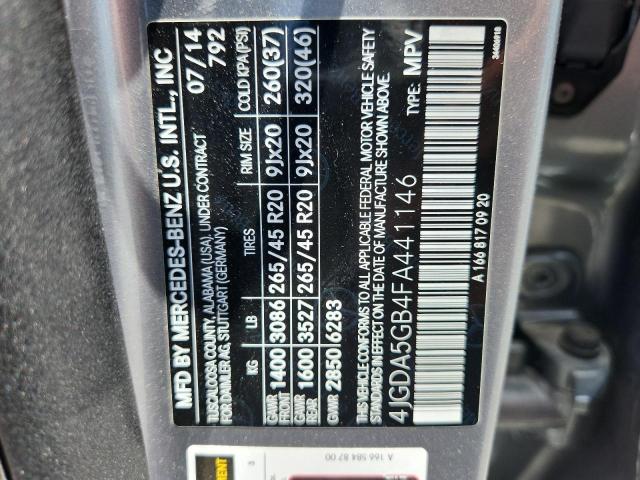 MFD BY MERCEDES-BENZ U.S. INTL., INC
TUSCALOOSA COUNTY, ALABAMA (USA), UNDER CONTRACT 07/14
FOR DAIMLER AG, STUTTGART (GERMANY) 792
KG LB TIRES RIM SIZE COLD KPA (PSI)
GAWR FRONT 1400 3086 265/45 R20 9Jx20 260(37)
GAWR REAR 1600 3527 265/45 R20 9Jx20 320(46)
GVWR 2850 6283
THIS VEHICLE CONFORMS TO ALL APPLICABLE FEDERAL MOTOR VEHICLE SAFETY
STANDARDS IN EFFECT ON THE DATE OF MANUFACTURE SHOWN ABOVE.
4JGDA5GB4FA441146 TYPE: MPV
A 166 817 09 20
34406918
A 166 584 87 00